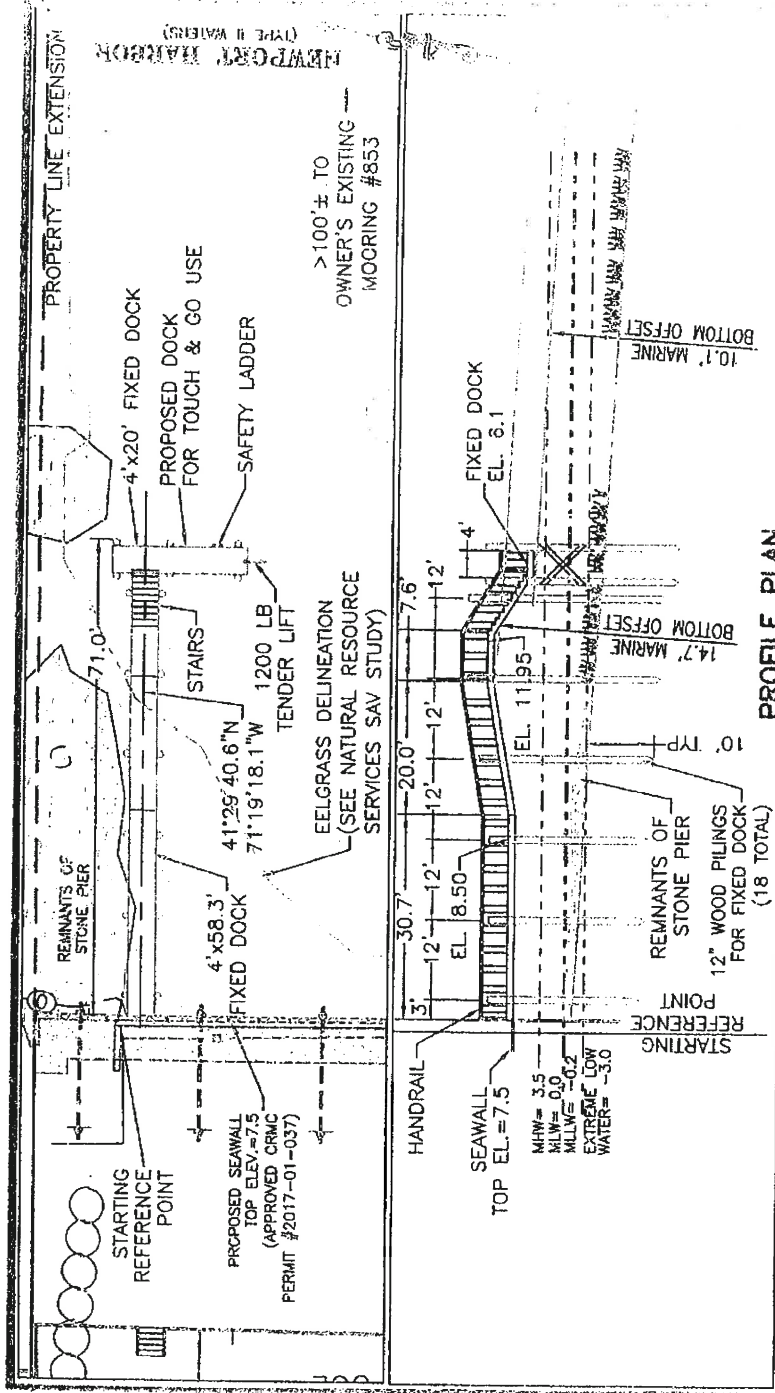 PROPERTY LINE EXTENSION
NEWPORT HARBOR
(TYPE II WATERS)
4'x20' FIXED DOCK
PROPOSED DOCK
FOR TOUCH & GO USE
SAFETY LADDER
>100'± TO
OWNER'S EXISTING
MOORING #853
71.0'
STAIRS
1200 LB
TENDER LIFT
41°29'40.6"N
71°19'18.1"W
REMNANTS OF
STONE PIER
4'x58.3'
FIXED DOCK
EELGRASS DELINEATION
(SEE NATURAL RESOURCE
SERVICES SAV STUDY)
STARTING
REFERENCE
POINT
PROPOSED SEAWALL
TOP ELEV.=7.5
(APPROVED CRMC
PERMIT #2017-01-037)
HANDRAIL
SEAWALL
TOP EL.=7.5
MHW= 3.5
MLW= 0.0
MLLW= -0.2
EXTREME LOW
WATER= -3.0
STARTING
REFERENCE
POINT
3'
12'
12'
12'
12'
12'
4'
30.7'
20.0'
7.6'
EL. 8.50
EL. 11.95
FIXED DOCK
EL. 6.1
REMNANTS OF
STONE PIER
12" WOOD PILINGS
FOR FIXED DOCK
(18 TOTAL)
10' TYP
14.7' MARINE
BOTTOM OFFSET
10.1' MARINE
BOTTOM OFFSET
PROFILE PLAN